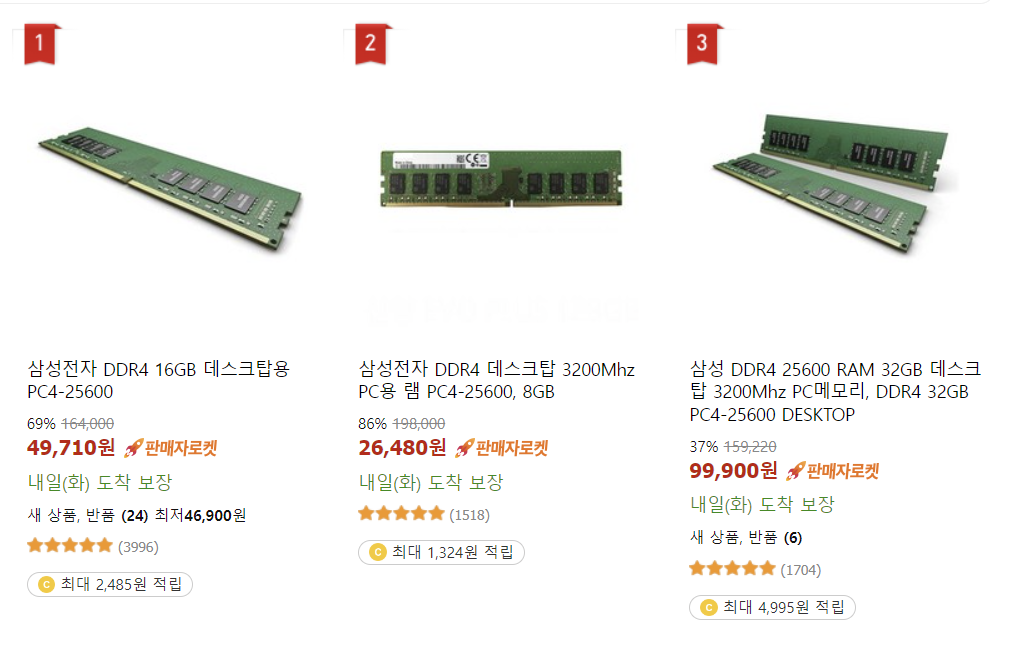 1
삼성전자 DDR4 16GB 데스크탑용
PC4-25600
69% 164,000
49,710원 판매자로켓
내일(화) 도착 보장
새 상품, 반품 (24) 최저46,900원
(3996)
C 최대 2,485원 적립
2
삼성전자 DDR4 데스크탑 3200Mhz
PC용 램 PC4-25600, 8GB
86% 198,000
26,480원 판매자로켓
내일(화) 도착 보장
(1518)
C 최대 1,324원 적립
3
삼성 DDR4 25600 RAM 32GB 데스크
탑 3200Mhz PC메모리, DDR4 32GB
PC4-25600 DESKTOP
37% 159,220
99,900원 판매자로켓
내일(화) 도착 보장
새 상품, 반품 (6)
(1704)
C 최대 4,995원 적립